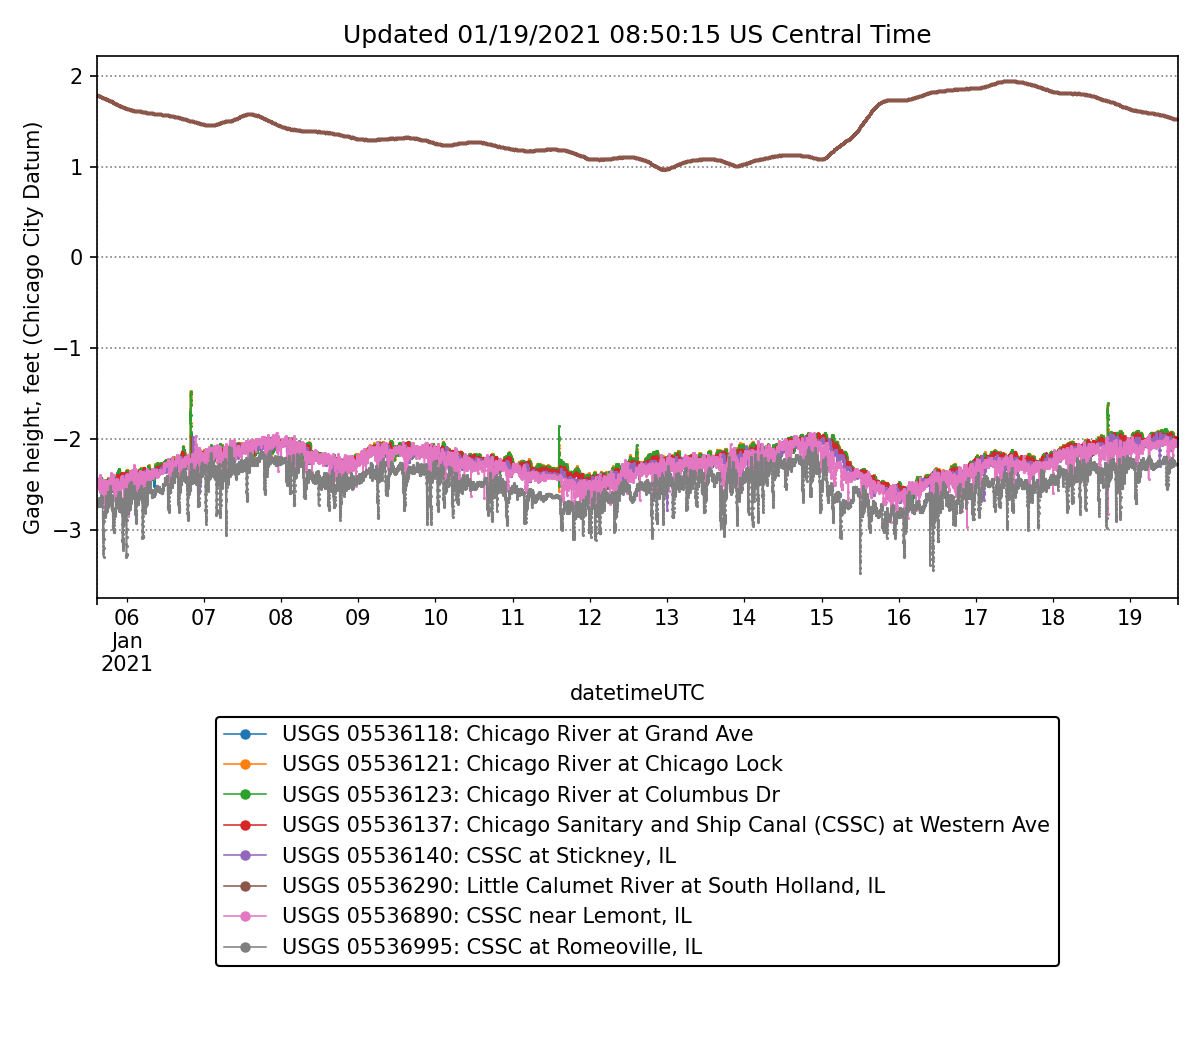 Updated 01/19/2021 08:50:15 US Central Time
Gage height, feet (Chicago City Datum)
2
1
0
−1
−2
−3
06 07 08 09 10 11 12 13 14 15 16 17 18 19
Jan
2021
datetimeUTC
USGS 05536118: Chicago River at Grand Ave
USGS 05536121: Chicago River at Chicago Lock
USGS 05536123: Chicago River at Columbus Dr
USGS 05536137: Chicago Sanitary and Ship Canal (CSSC) at Western Ave
USGS 05536140: CSSC at Stickney, IL
USGS 05536290: Little Calumet River at South Holland, IL
USGS 05536890: CSSC near Lemont, IL
USGS 05536995: CSSC at Romeoville, IL